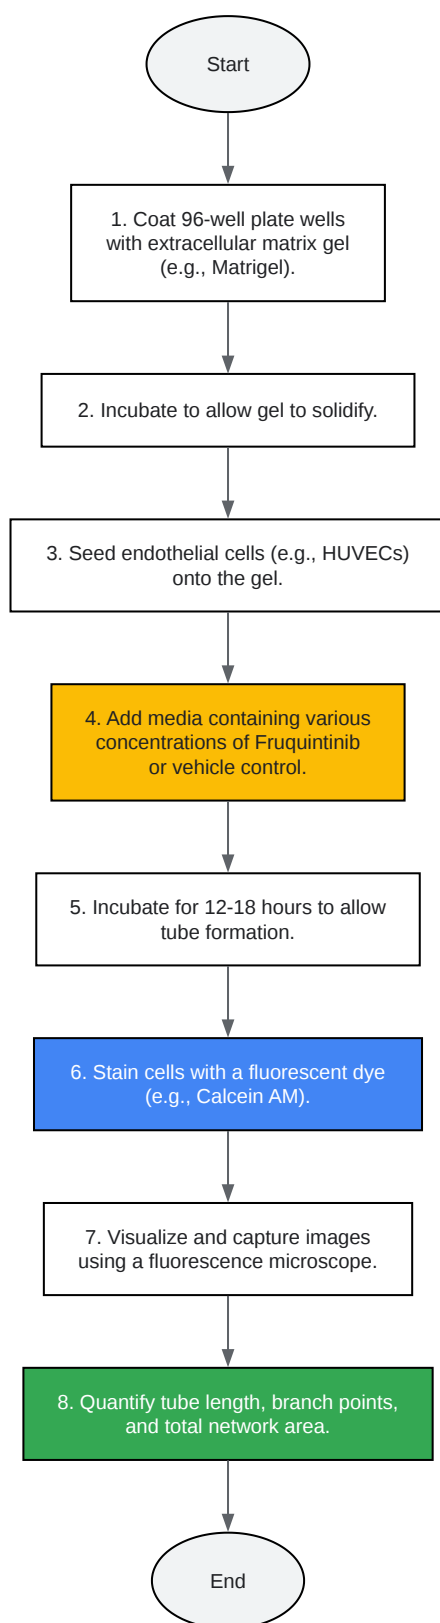 Start
1. Coat 96-well plate wells
with extracellular matrix gel
(e.g., Matrigel).
2. Incubate to allow gel to solidify.
3. Seed endothelial cells (e.g., HUVECs)
onto the gel.
4. Add media containing various
concentrations of Fruquintinib
or vehicle control.
5. Incubate for 12-18 hours to allow
tube formation.
6. Stain cells with a fluorescent dye
(e.g., Calcein AM).
7. Visualize and capture images
using a fluorescence microscope.
8. Quantify tube length, branch points,
and total network area.
End